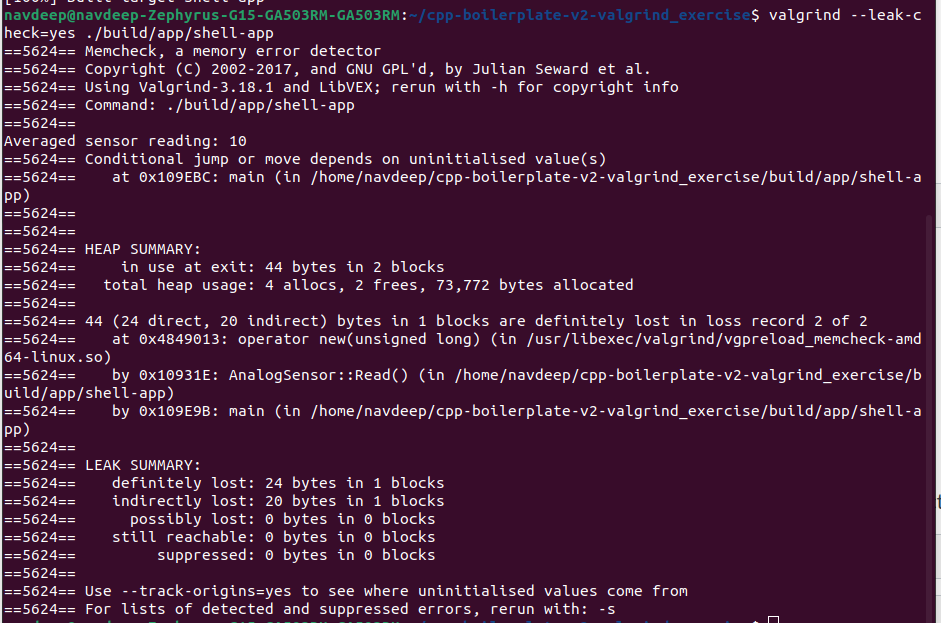 [100%] Built target shell-app
navdeep@navdeep-Zephyrus-G15-GA503RM-GA503RM:~/cpp-boilerplate-v2-valgrind_exercise$ valgrind --leak-c
heck=yes ./build/app/shell-app
==5624== Memcheck, a memory error detector
==5624== Copyright (C) 2002-2017, and GNU GPL'd, by Julian Seward et al.
==5624== Using Valgrind-3.18.1 and LibVEX; rerun with -h for copyright info
==5624== Command: ./build/app/shell-app
==5624==
Averaged sensor reading: 10
==5624== Conditional jump or move depends on uninitialised value(s)
==5624==    at 0x109EBC: main (in /home/navdeep/cpp-boilerplate-v2-valgrind_exercise/build/app/shell-a
pp)
==5624==
==5624==
==5624== HEAP SUMMARY:
==5624==     in use at exit: 44 bytes in 2 blocks
==5624==   total heap usage: 4 allocs, 2 frees, 73,772 bytes allocated
==5624==
==5624== 44 (24 direct, 20 indirect) bytes in 1 blocks are definitely lost in loss record 2 of 2
==5624==    at 0x4849013: operator new(unsigned long) (in /usr/libexec/valgrind/vgpreload_memcheck-amd
64-linux.so)
==5624==    by 0x10931E: AnalogSensor::Read() (in /home/navdeep/cpp-boilerplate-v2-valgrind_exercise/b
uild/app/shell-app)
==5624==    by 0x109E9B: main (in /home/navdeep/cpp-boilerplate-v2-valgrind_exercise/build/app/shell-a
pp)
==5624==
==5624== LEAK SUMMARY:
==5624==    definitely lost: 24 bytes in 1 blocks
==5624==    indirectly lost: 20 bytes in 1 blocks
==5624==      possibly lost: 0 bytes in 0 blocks
==5624==    still reachable: 0 bytes in 0 blocks
==5624==         suppressed: 0 bytes in 0 blocks
==5624==
==5624== Use --track-origins=yes to see where uninitialised values come from
==5624== For lists of detected and suppressed errors, rerun with: -s